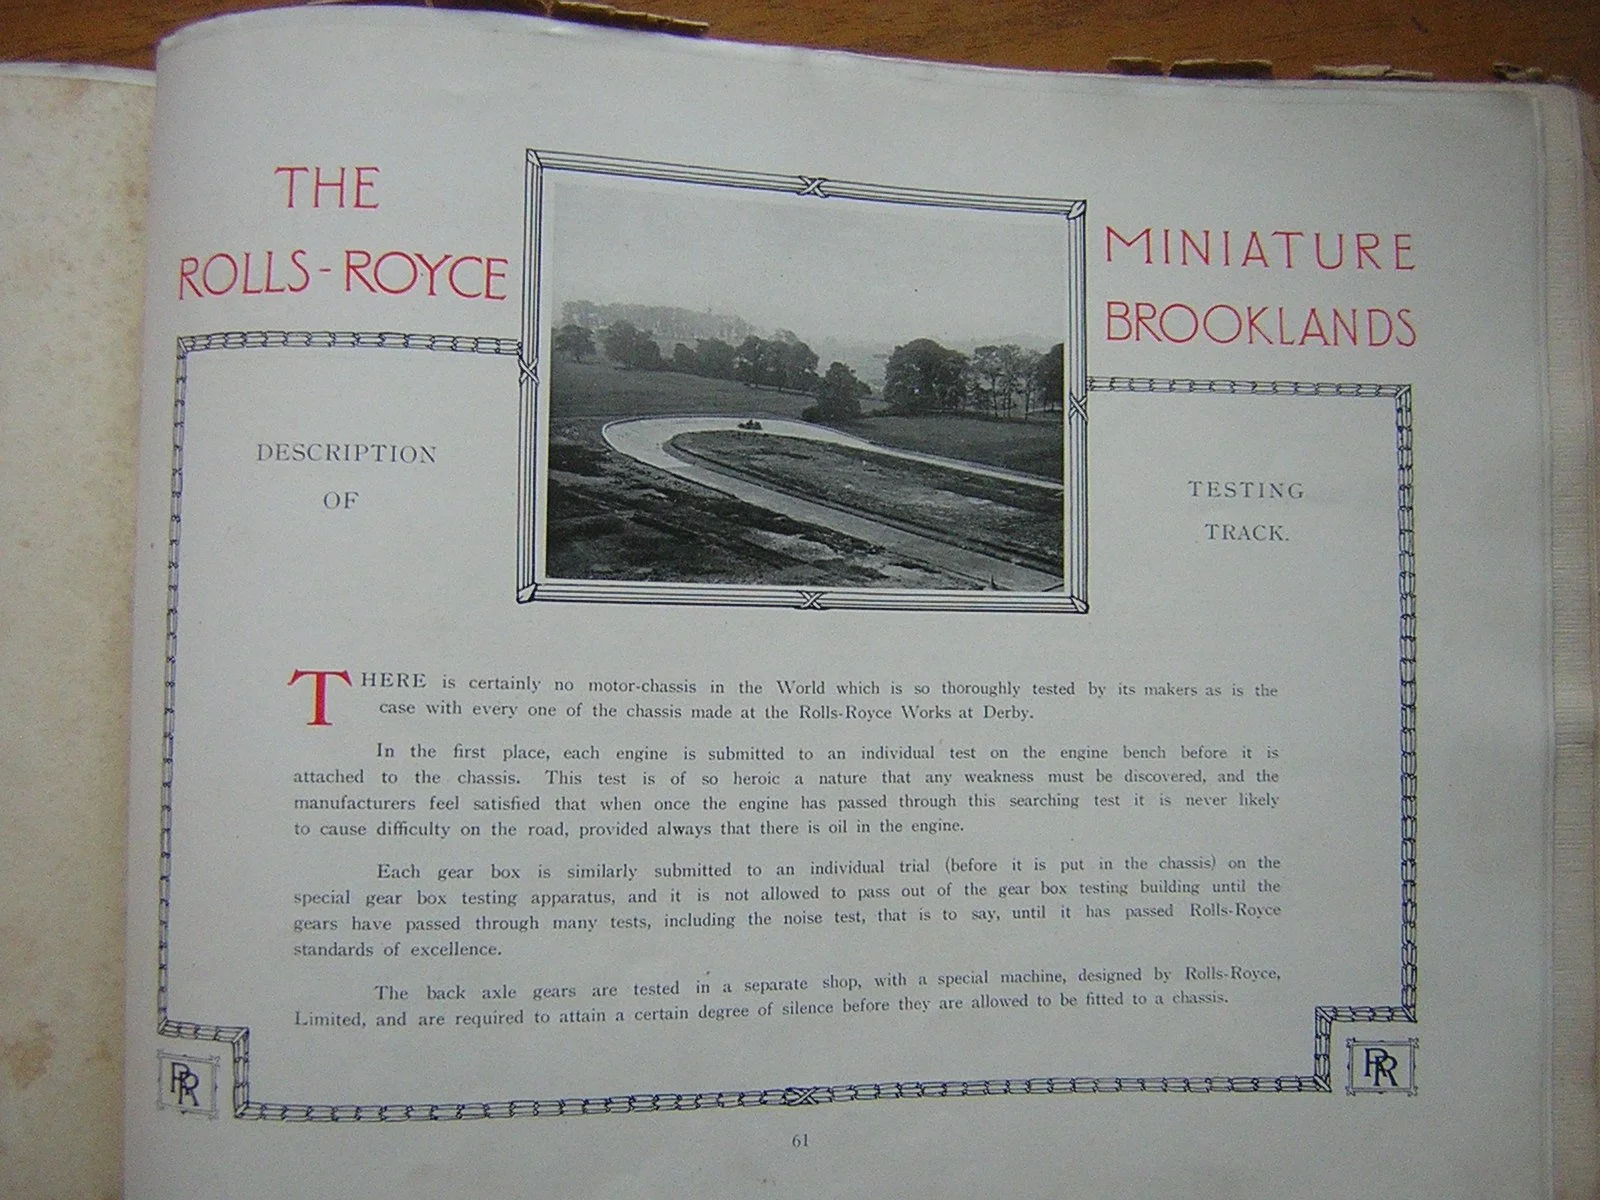 THE
ROLLS-ROYCE
MINIATURE
BROOKLANDS
DESCRIPTION
OF
TESTING
TRACK.
THERE is certainly no motor-chassis in the World which is so thoroughly tested by its makers as is the
case with every one of the chassis made at the Rolls-Royce Works at Derby.
In the first place, each engine is submitted to an individual test on the engine bench before it is
attached to the chassis. This test is of so heroic a nature that any weakness must be discovered, and the
manufacturers feel satisfied that when once the engine has passed through this searching test it is never likely
to cause difficulty on the road, provided always that there is oil in the engine.
Each gear box is similarly submitted to an individual trial (before it is put in the chassis) on the
special gear box testing apparatus, and it is not allowed to pass out of the gear box testing building until the
gears have passed through many tests, including the noise test, that is to say, until it has passed Rolls-Royce
standards of excellence.
The back axle gears are tested in a separate shop, with a special machine, designed by Rolls-Royce,
Limited, and are required to attain a certain degree of silence before they are allowed to be fitted to a chassis.
RR
RR
61